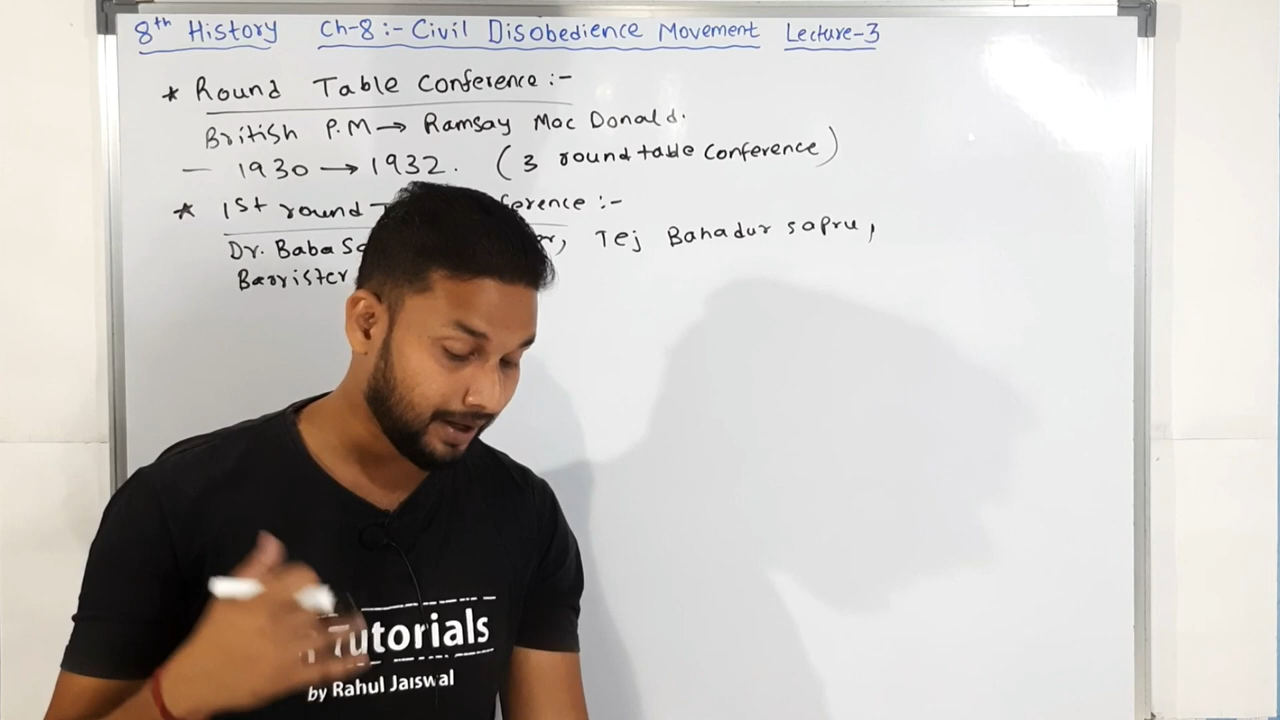 8th History Ch-8:- Civil Disobedience Movement Lecture-3
* Round Table Conference :-
British P.M → Ramsay Mac Donald.
— 1930 → 1932. (3 round table Conference)
* 1st round ference :-
Dr. Baba Tej Bahadur sapru,
Barrister
Tutorials
by Rahul Jaiswal